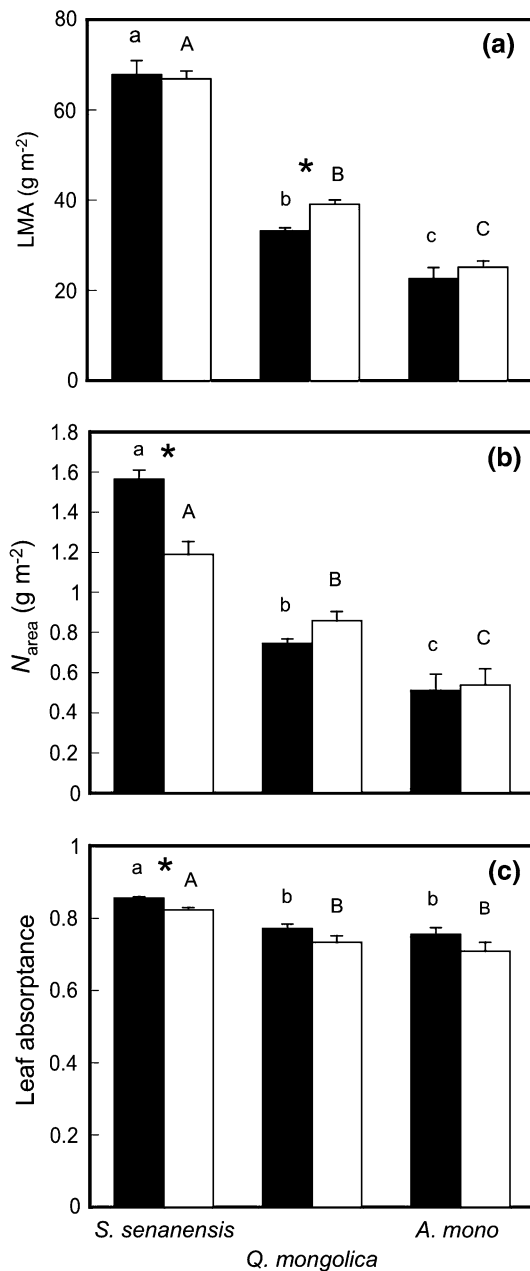 (a)
80
60
40
20
0
LMA (g m-2)
a
A
*
b
B
c
C
(b)
1.8
1.6
1.4
1.2
1
0.8
0.6
0.4
0.2
0
Narea (g m-2)
a
*
A
b
B
c
C
(c)
1
0.8
0.6
0.4
0.2
0
Leaf absorptance
a
*
A
b
B
b
B
S. senanensis
Q. mongolica
A. mono